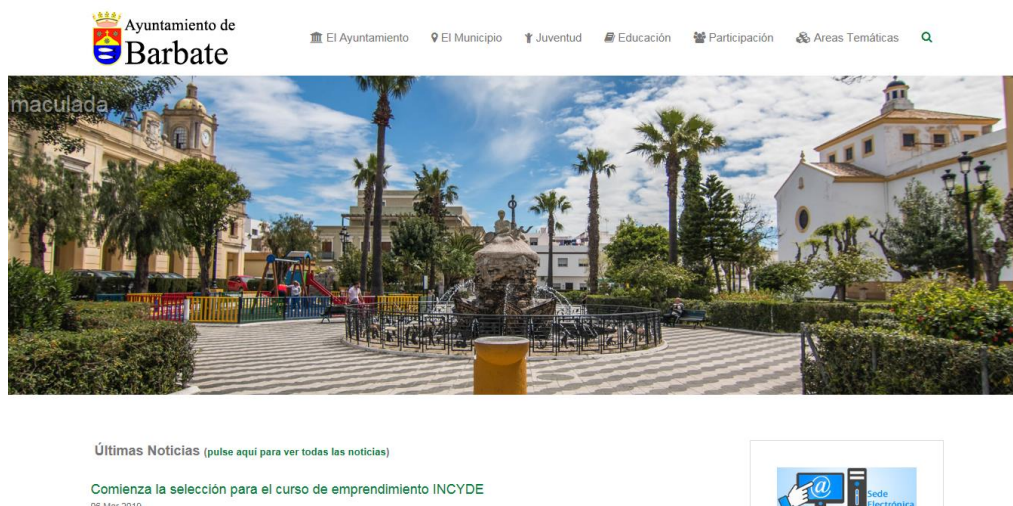 Ayuntamiento de
Barbate
El Ayuntamiento El Municipio Juventud Educación Participación Areas Temáticas
maculada
Últimas Noticias (pulse aquí para ver todas las noticias)
Comienza la selección para el curso de emprendimiento INCYDE
06 Mar 2019
Sede
Electrónica